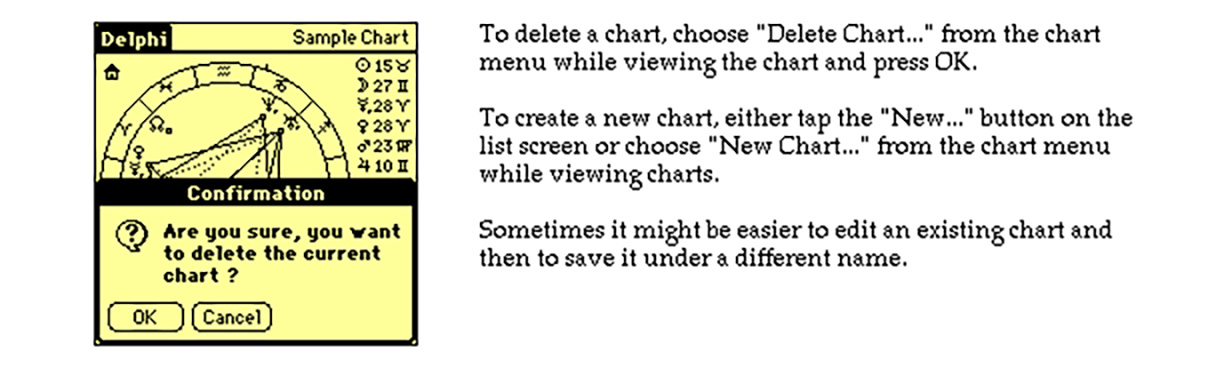 Delphi Sample Chart
☉ 15 ♉
☽ 27 ♊
☿, 28 ♈
♀ 28 ♈
♂ 23 ♍
♃ 10 ♊
Confirmation
Are you sure, you want
to delete the current
chart ?
OK Cancel
To delete a chart, choose "Delete Chart..." from the chart
menu while viewing the chart and press OK.
To create a new chart, either tap the "New..." button on the
list screen or choose "New Chart..." from the chart menu
while viewing charts.
Sometimes it might be easier to edit an existing chart and
then to save it under a different name.